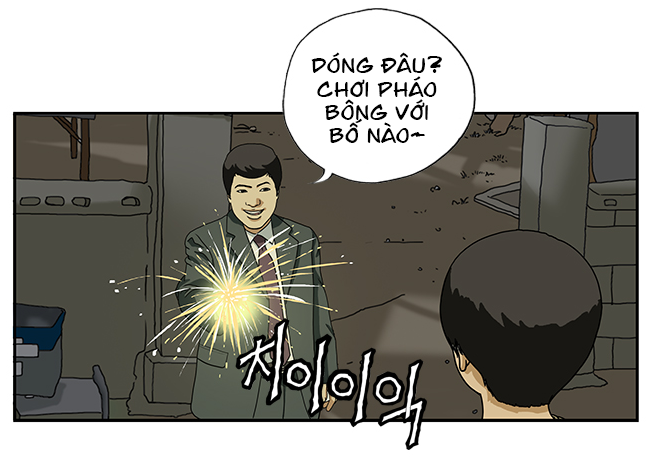 DÓNG ĐÂU?
CHƠI PHÁO
BÔNG VỚI
BỐ NÀO~
치이이익